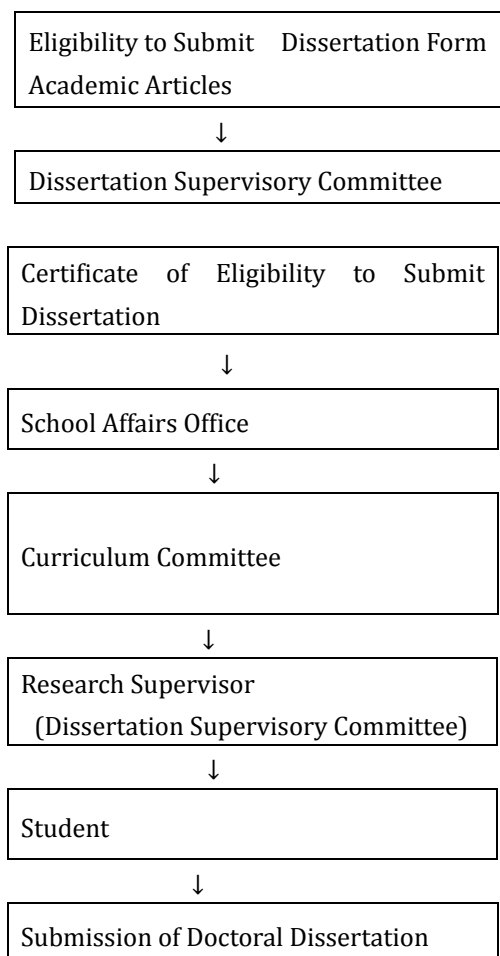 Eligibility to Submit Dissertation Form
Academic Articles
↓
Dissertation Supervisory Committee
Certificate of Eligibility to Submit
Dissertation
↓
School Affairs Office
↓
Curriculum Committee
↓
Research Supervisor
(Dissertation Supervisory Committee)
↓
Student
↓
Submission of Doctoral Dissertation